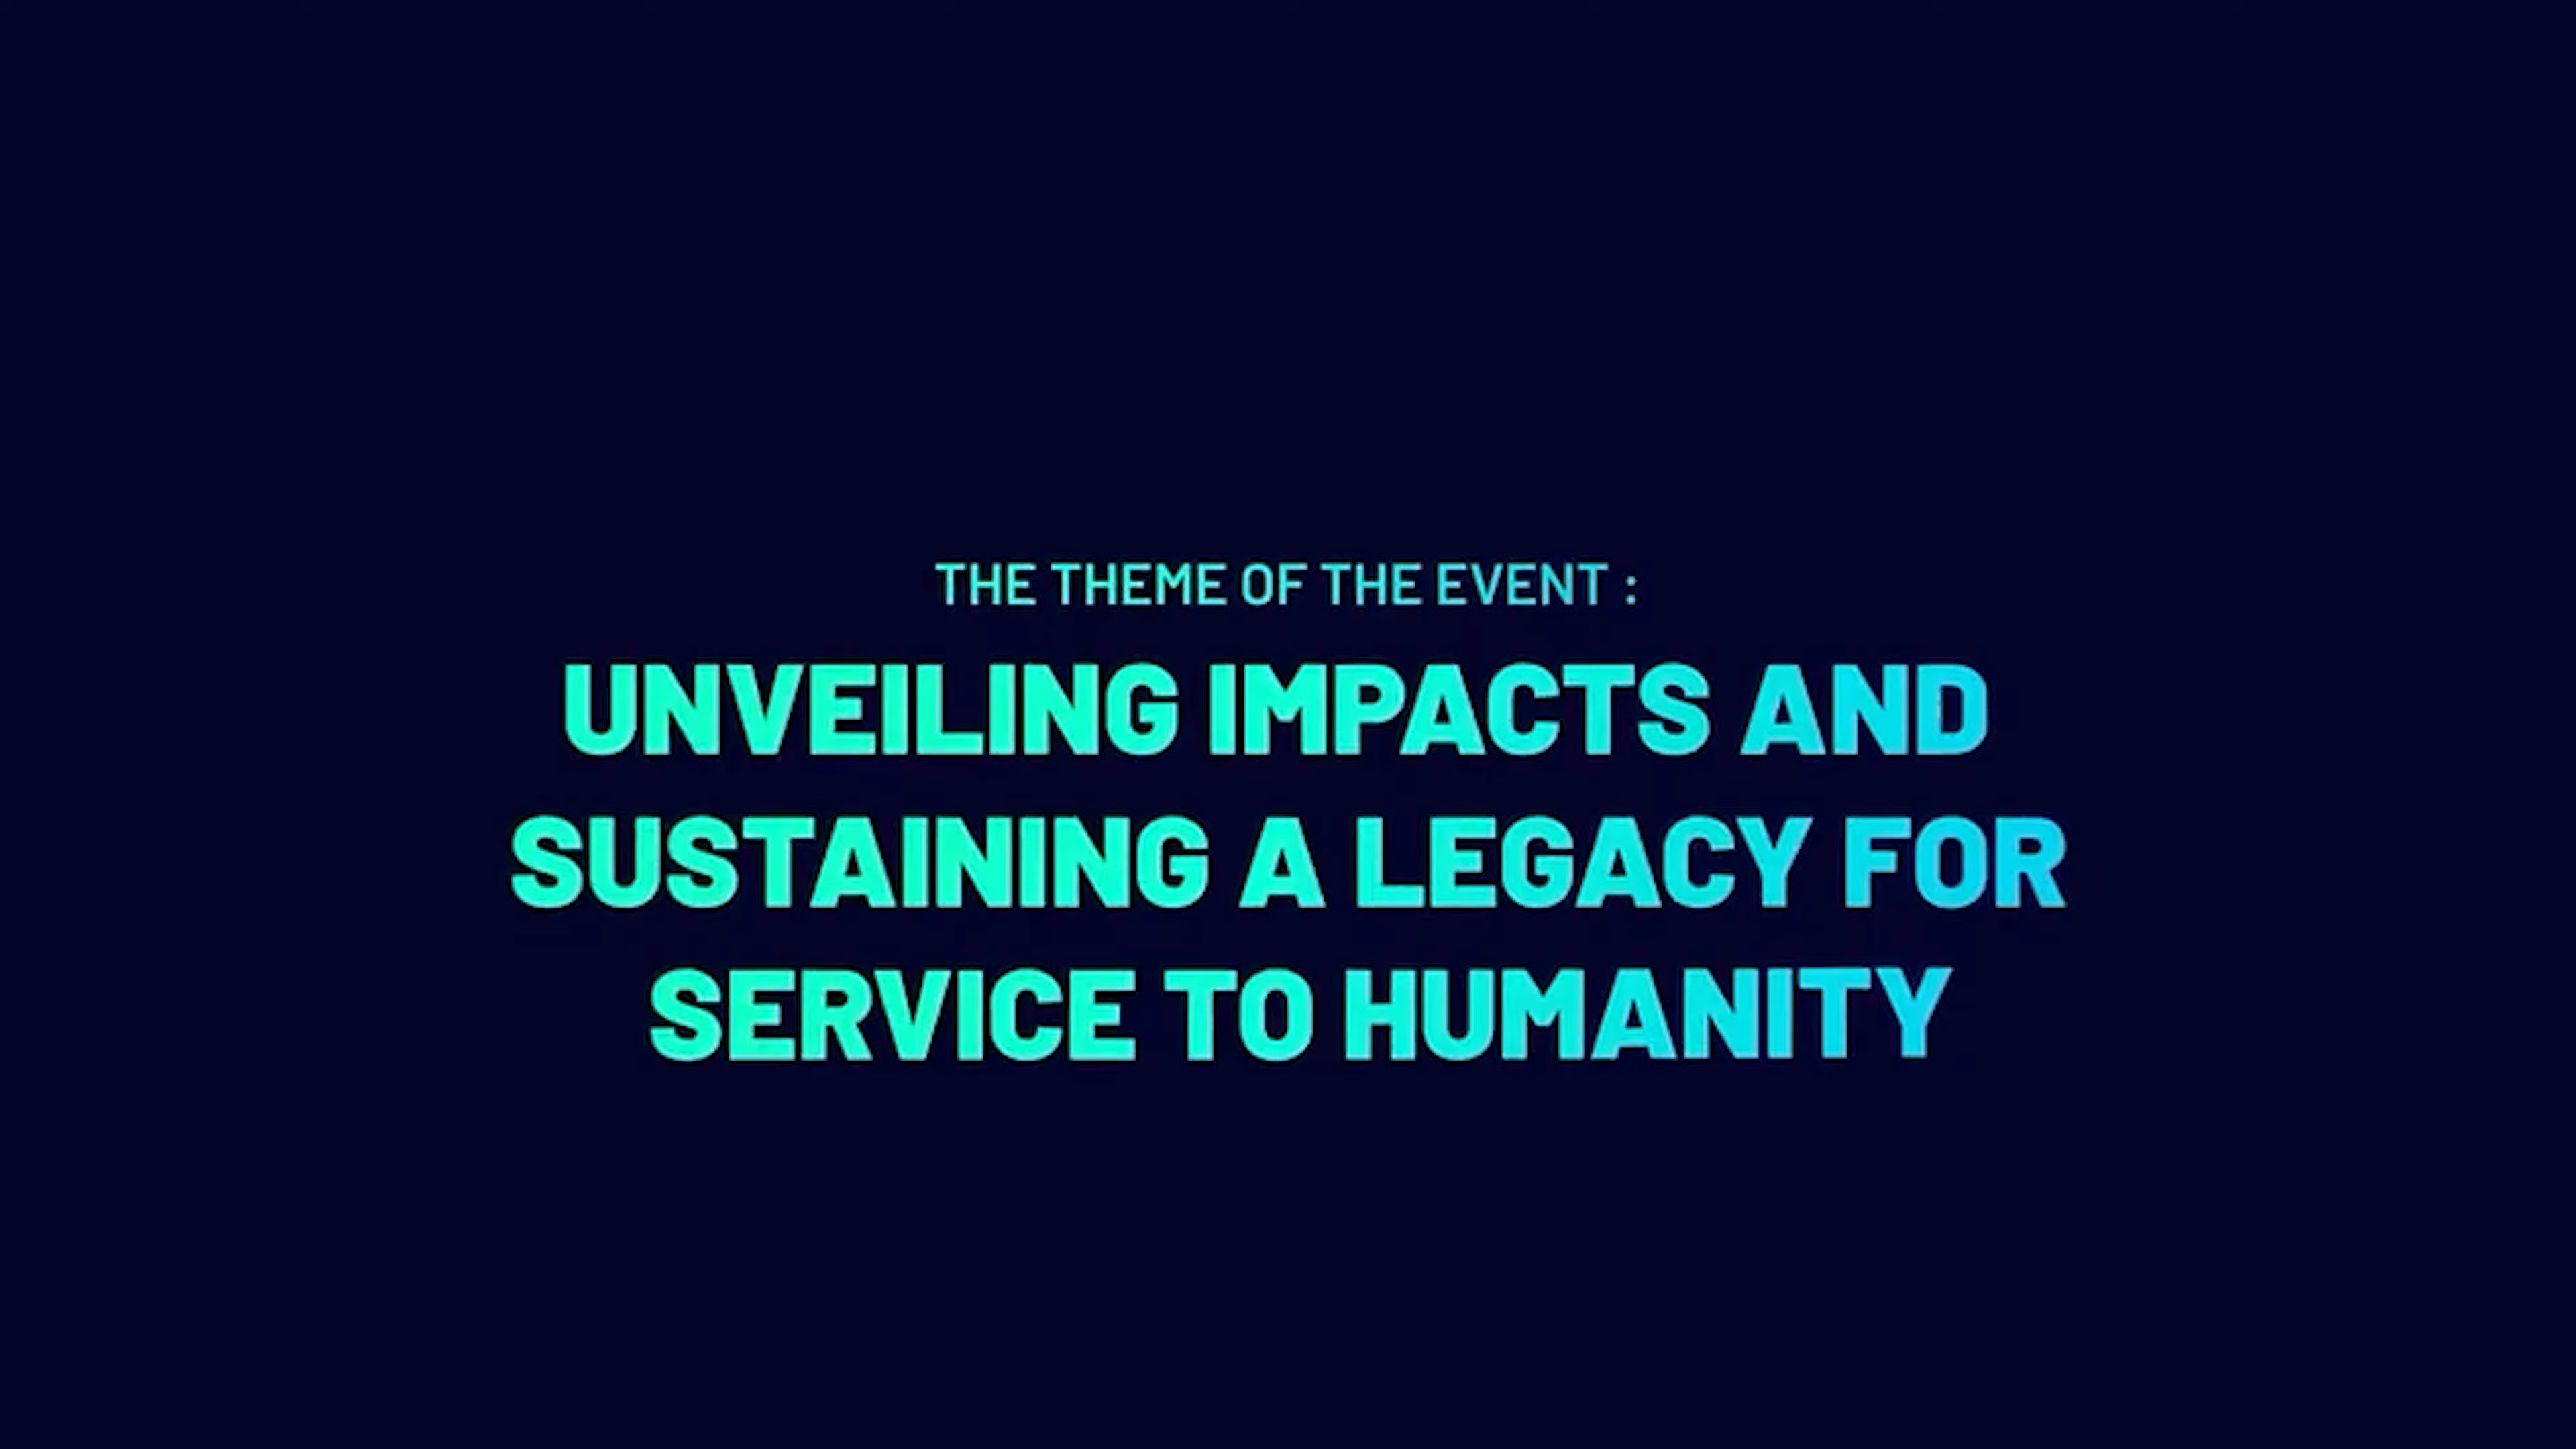 THE THEME OF THE EVENT :
UNVEILING IMPACTS AND
SUSTAINING A LEGACY FOR
SERVICE TO HUMANITY